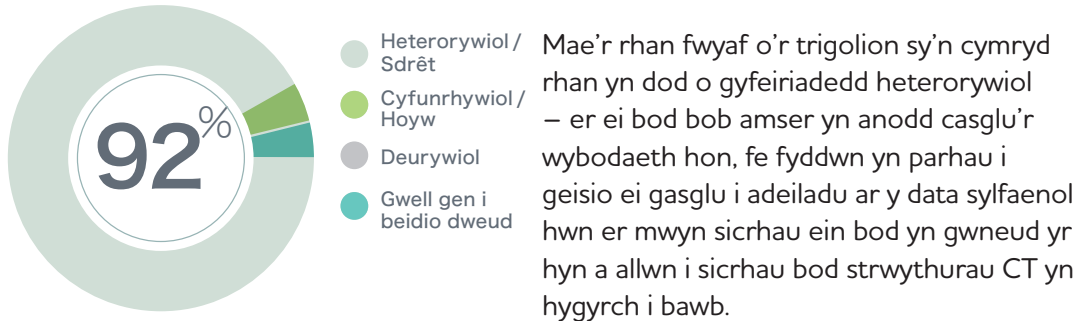 92%
Heterorywiol /
Sdrêt
Cyfunrhywiol /
Hoyw
Deurywiol
Gwell gen i
beidio dweud
Mae'r rhan fwyaf o'r trigolion sy'n cymryd
rhan yn dod o gyfeiriadedd heterorywiol
– er ei bod bob amser yn anodd casglu'r
wybodaeth hon, fe fyddwn yn parhau i
geisio ei gasglu i adeiladu ar y data sylfaenol
hwn er mwyn sicrhau ein bod yn gwneud yr
hyn a allwn i sicrhau bod strwythurau CT yn
hygyrch i bawb.